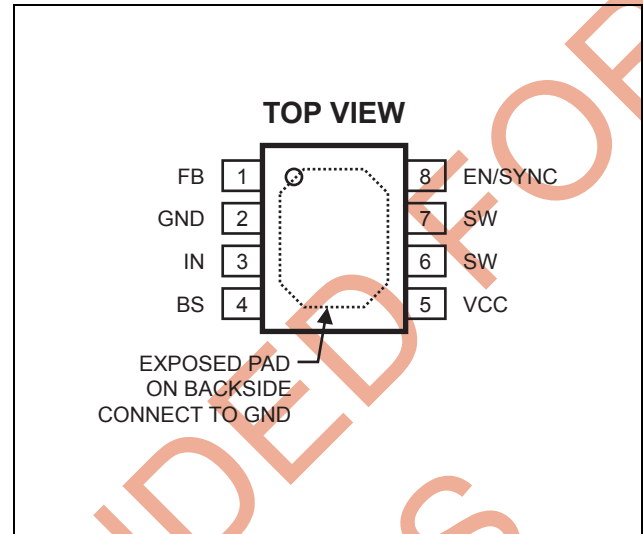 TOP VIEW
FB 1 8 EN/SYNC
GND 2 7 SW
IN 3 6 SW
BS 4 5 VCC
EXPOSED PAD
ON BACKSIDE
CONNECT TO GND